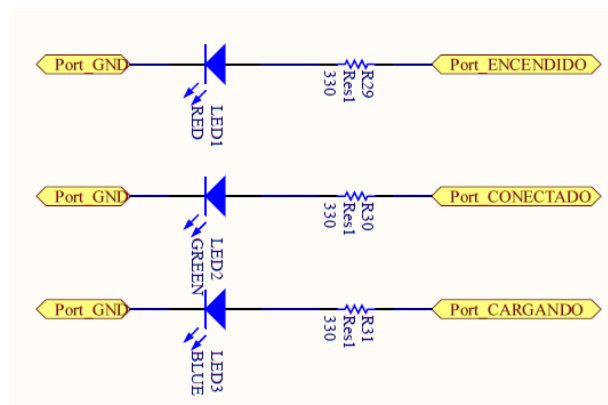 Port_GND
LED1
RED
R29
Res1
330
Port_ENCENDIDO
Port_GND
LED2
GREEN
R30
Res1
330
Port_CONECTADO
Port_GND
LED3
BLUE
R31
Res1
330
Port_CARGANDO